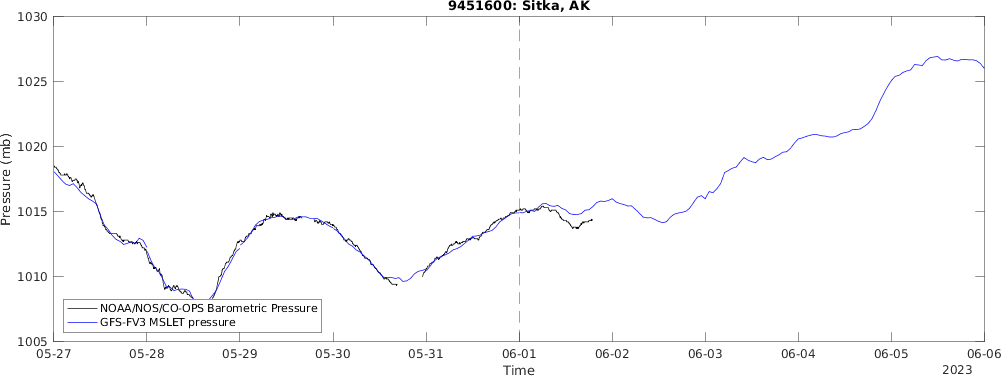 9451600: Sitka, AK
Pressure (mb)
1030
1025
1020
1015
1010
1005
NOAA/NOS/CO-OPS Barometric Pressure
GFS-FV3 MSLET pressure
05-27 05-28 05-29 05-30 05-31 06-01 06-02 06-03 06-04 06-05 06-06
Time
2023